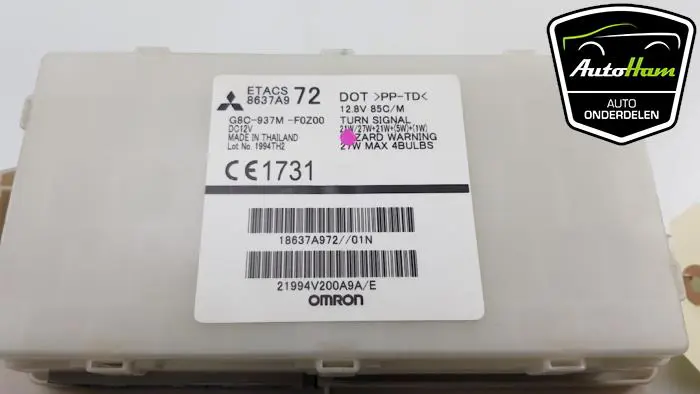 ETACS
8637A9 72
G8C-937M-F0Z00
DC12V
MADE IN THAILAND
Lot No. 1994TH2
DOT >PP-TD<
12.8V 85C/M
TURN SIGNAL
21W/27W+21W+(5W)+(1W)
ZARD WARNING
27W MAX 4BULBS
CE1731
18637A972//01N
21994V200A9A/E
OMRON
AutoHam
AUTO
ONDERDELEN